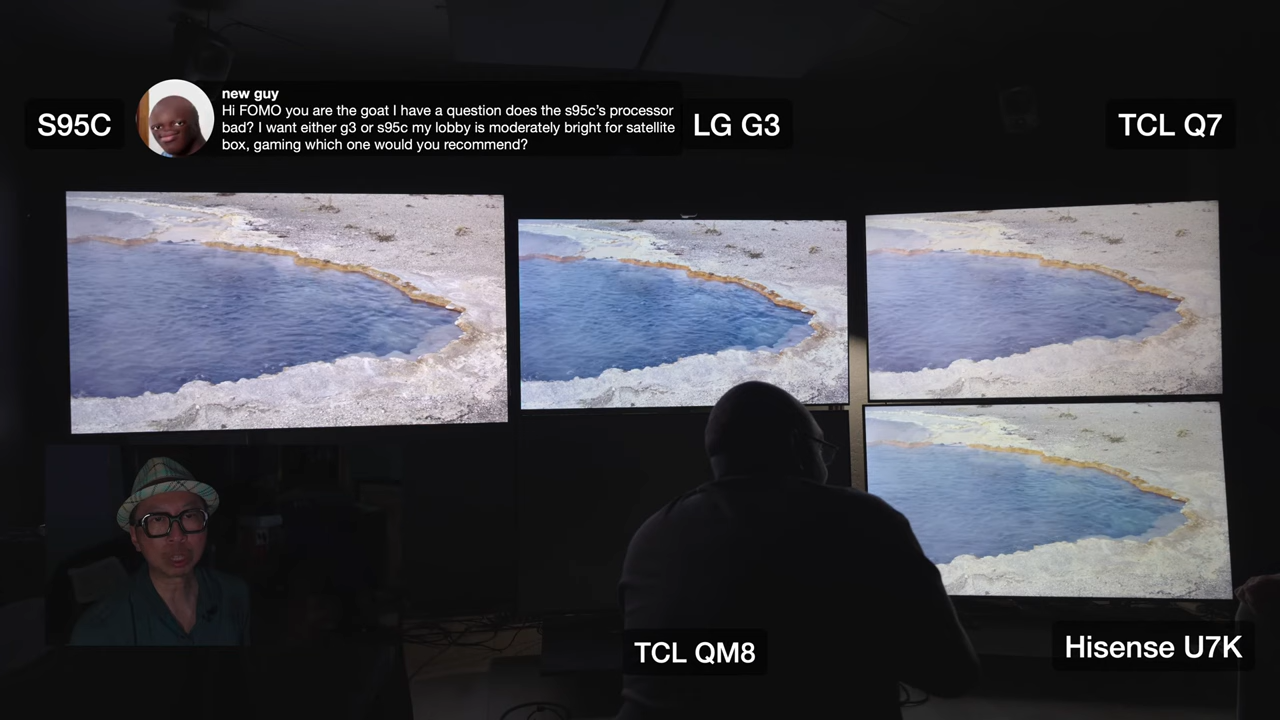 S95C
new guy
Hi FOMO you are the goat I have a question does the s95c's processor
bad? I want either g3 or s95c my lobby is moderately bright for satellite
box, gaming which one would you recommend?
LG G3
TCL Q7
TCL QM8
Hisense U7K